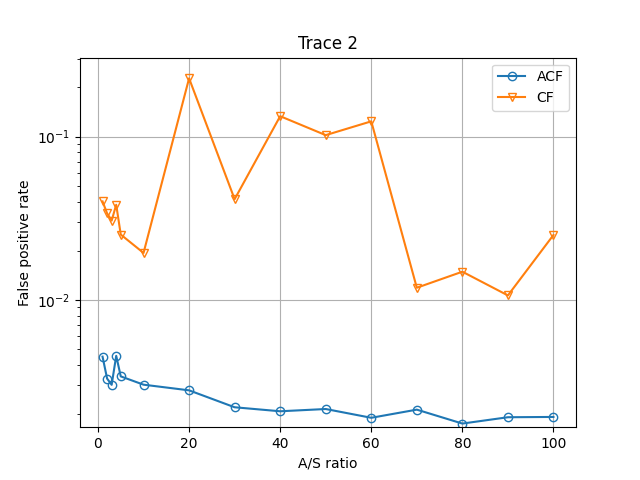 Trace 2
ACF
CF
False positive rate
10⁻¹
10⁻²
0 20 40 60 80 100
A/S ratio